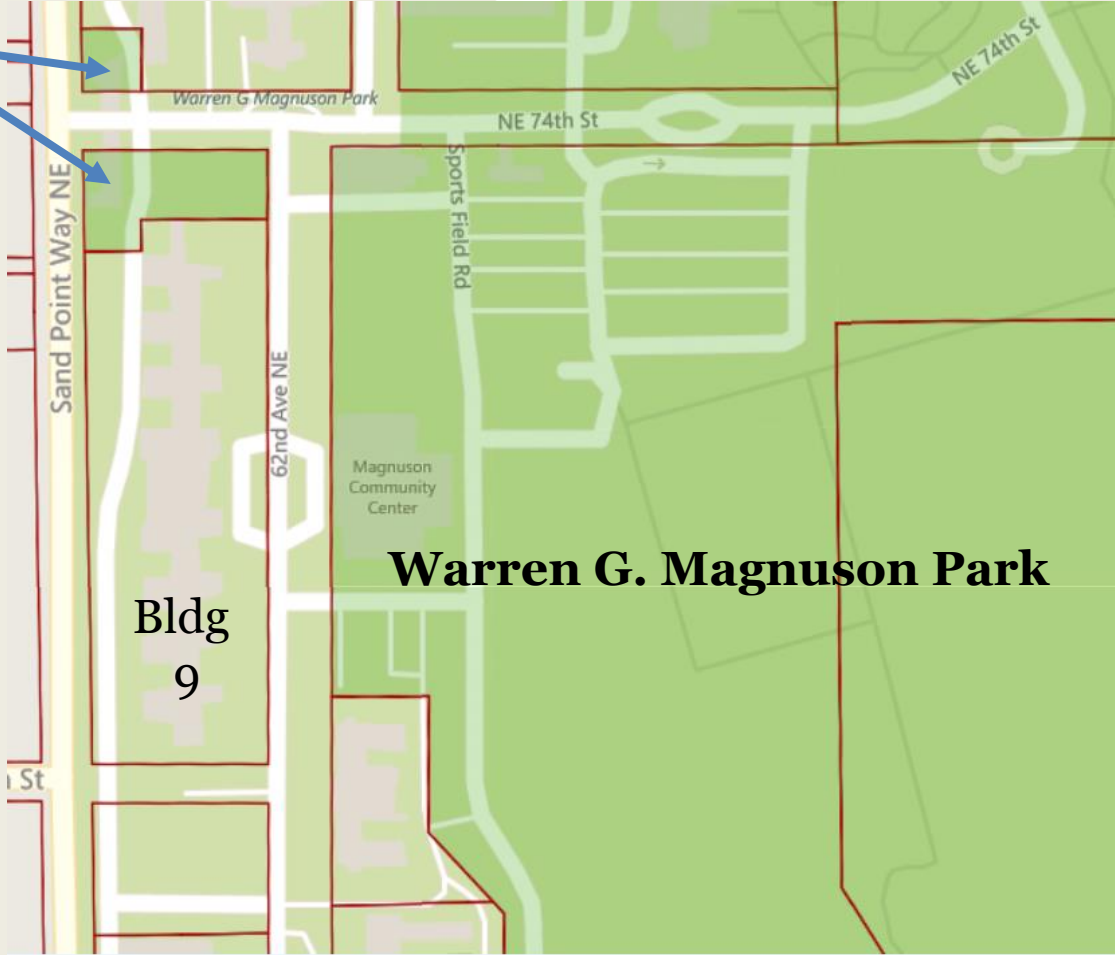 NE 74th St
Warren G Magnuson Park
NE 74th St
Sand Point Way NE
Sports Field Rd
62nd Ave NE
Magnuson
Community
Center
Warren G. Magnuson Park
Bldg
9
St